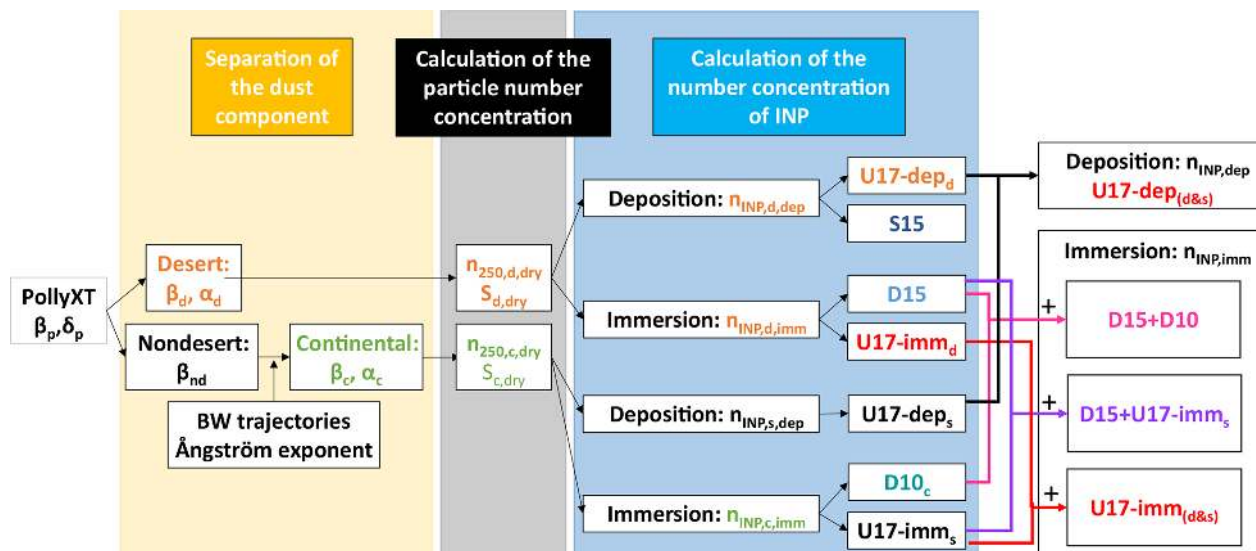 Separation of
the dust
component
Calculation of the
particle number
concentration
Calculation of the
number concentration
of INP
PollyXT
βp,δp
Desert:
βd, αd
Nondesert:
βnd
Continental:
βc, αc
BW trajectories
Ångström exponent
n250,d,dry
Sd,dry
n250,c,dry
Sc,dry
Deposition: nINP,d,dep
Immersion: nINP,d,imm
Deposition: nINP,s,dep
Immersion: nINP,c,imm
U17-depd
S15
D15
U17-immd
U17-deps
D10c
U17-imms
Deposition: nINP,dep
U17-dep(d&s)
Immersion: nINP,imm
+
D15+D10
+
D15+U17-imms
+
U17-imm(d&s)